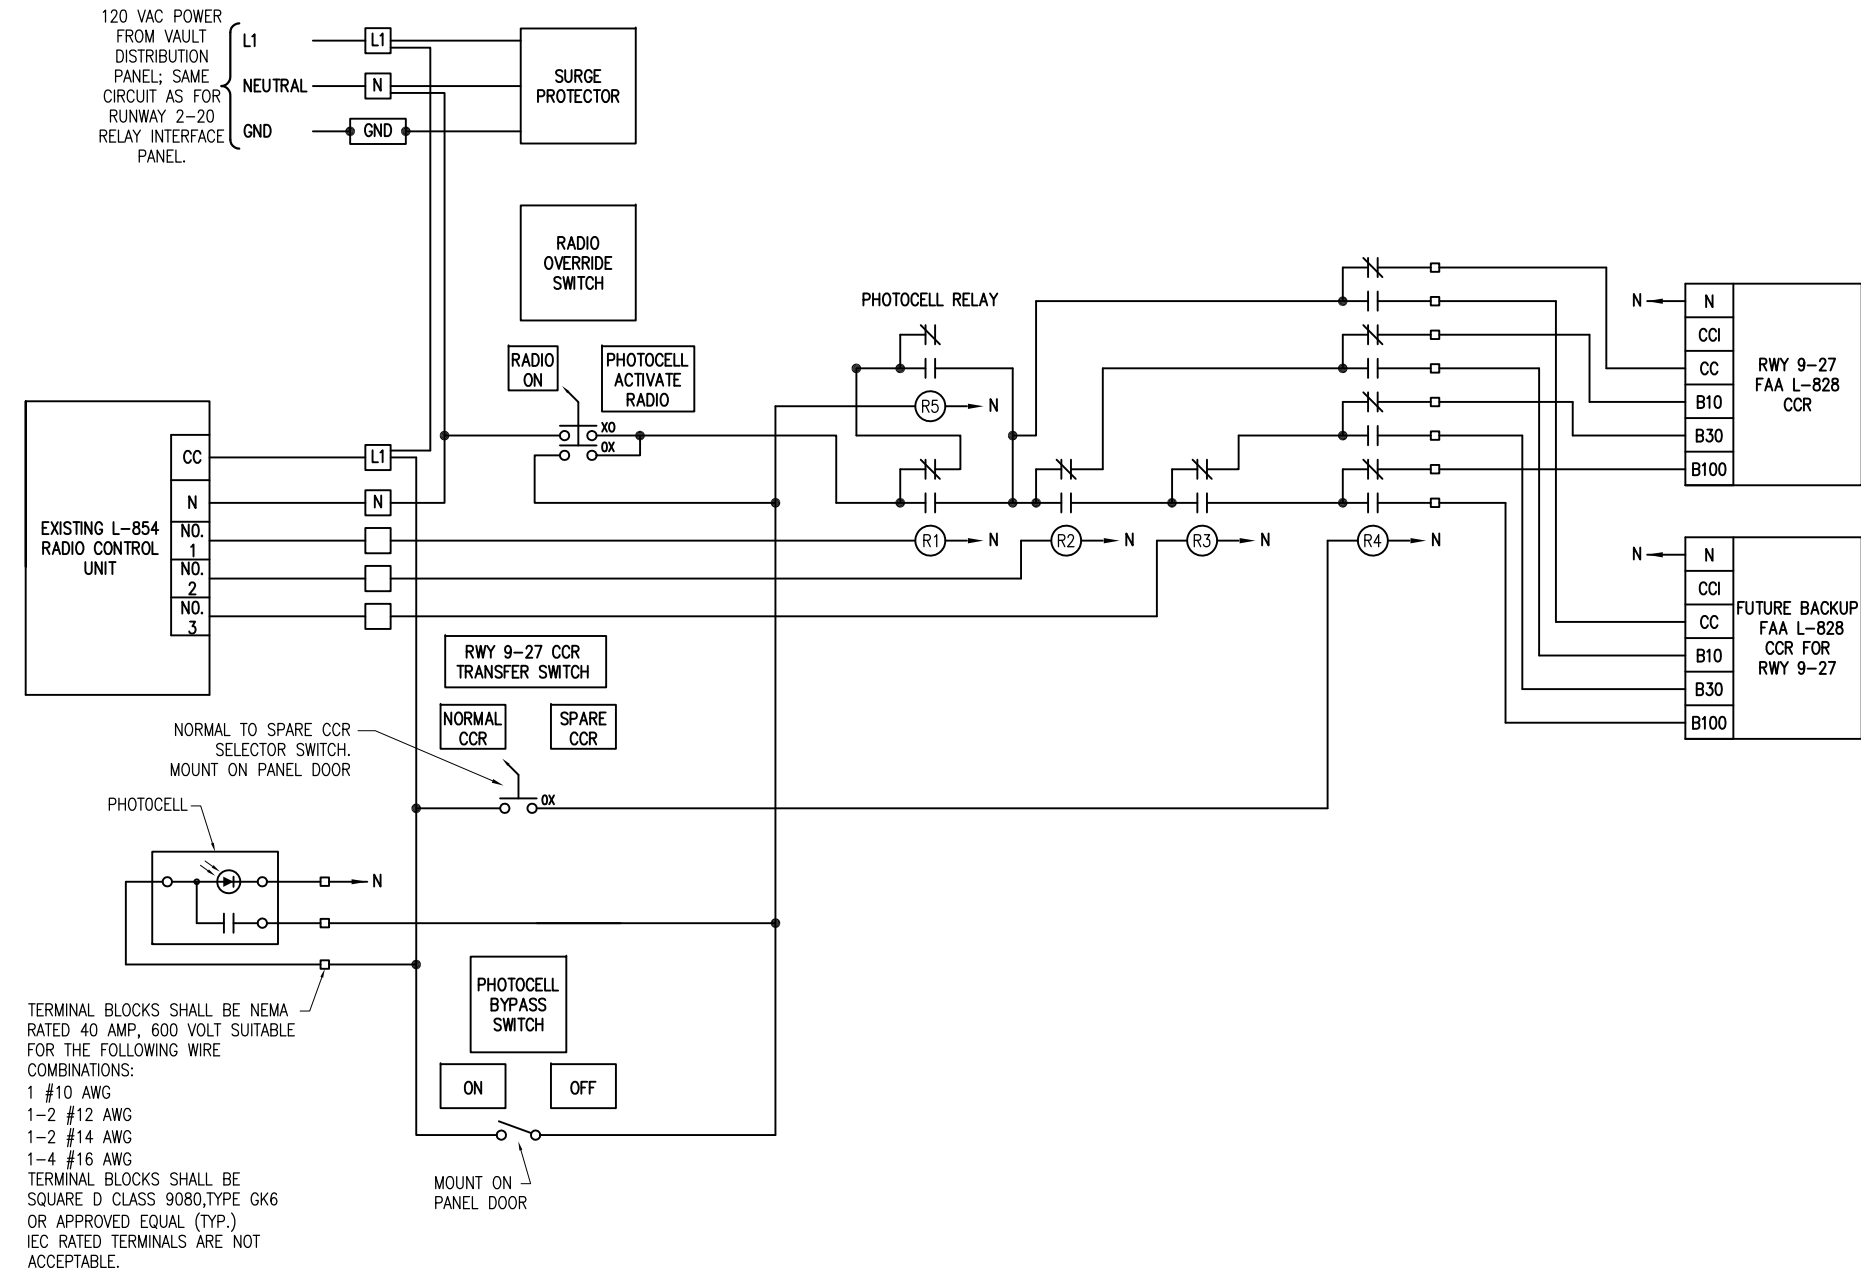 120 VAC POWER
FROM VAULT
DISTRIBUTION
PANEL; SAME
CIRCUIT AS FOR
RUNWAY 2-20
RELAY INTERFACE
PANEL.
L1
NEUTRAL
GND
L1
N
GND
SURGE
PROTECTOR
RADIO
OVERRIDE
SWITCH
RADIO
ON
PHOTOCELL
ACTIVATE
RADIO
XO
OX
PHOTOCELL RELAY
R5
N
EXISTING L-854
RADIO CONTROL
UNIT
CC
N
NO.
1
NO.
2
NO.
3
L1
N
R1
N
R2
N
R3
N
R4
N
N
N
CCI
CC
B10
B30
B100
RWY 9-27
FAA L-828
CCR
N
N
CCI
CC
B10
B30
B100
FUTURE BACKUP
FAA L-828
CCR FOR
RWY 9-27
RWY 9-27 CCR
TRANSFER SWITCH
NORMAL
CCR
SPARE
CCR
OX
NORMAL TO SPARE CCR
SELECTOR SWITCH.
MOUNT ON PANEL DOOR
PHOTOCELL
N
PHOTOCELL
BYPASS
SWITCH
ON
OFF
MOUNT ON
PANEL DOOR
TERMINAL BLOCKS SHALL BE NEMA
RATED 40 AMP, 600 VOLT SUITABLE
FOR THE FOLLOWING WIRE
COMBINATIONS:
1 #10 AWG
1-2 #12 AWG
1-2 #14 AWG
1-4 #16 AWG
TERMINAL BLOCKS SHALL BE
SQUARE D CLASS 9080,TYPE GK6
OR APPROVED EQUAL (TYP.)
IEC RATED TERMINALS ARE NOT
ACCEPTABLE.